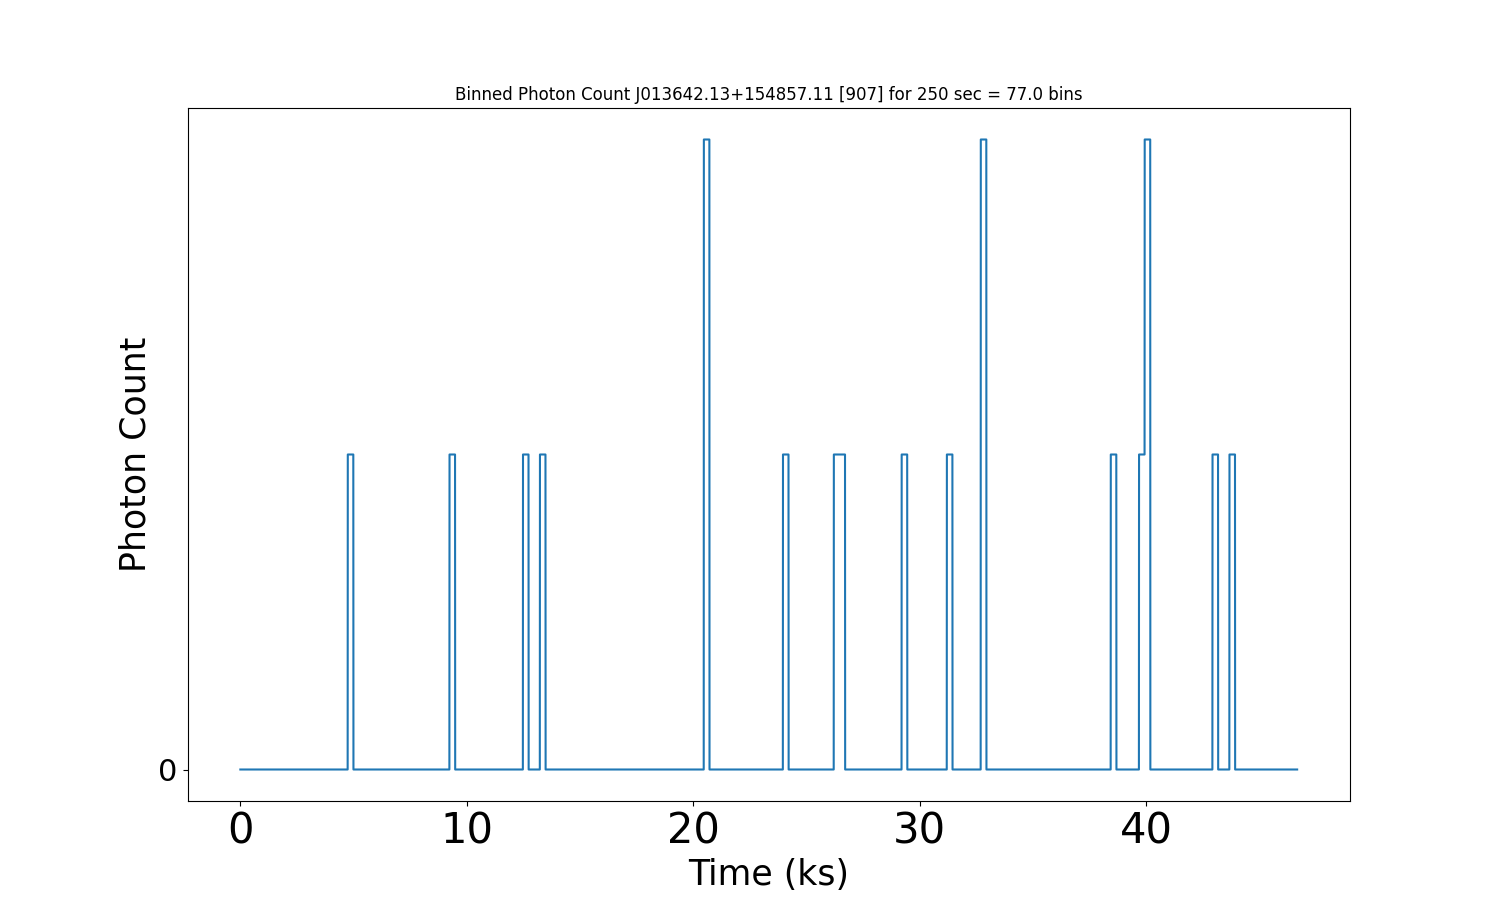 Binned Photon Count J013642.13+154857.11 [907] for 250 sec = 77.0 bins
Photon Count
0
0 10 20 30 40
Time (ks)